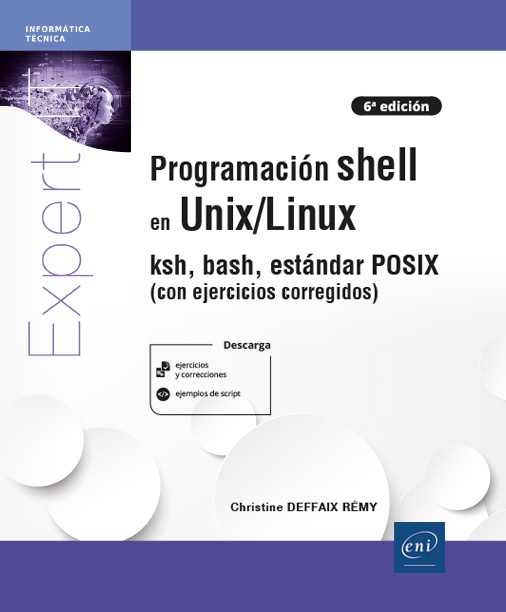 INFORMÁTICA
TÉCNICA
Expert IT
6ª edición
Programación shell
en Unix/Linux
ksh, bash, estándar POSIX
(con ejercicios corregidos)
Descarga
ejercicios
y correcciones
</>
ejemplos de script
Christine DEFFAIX RÉMY
eni